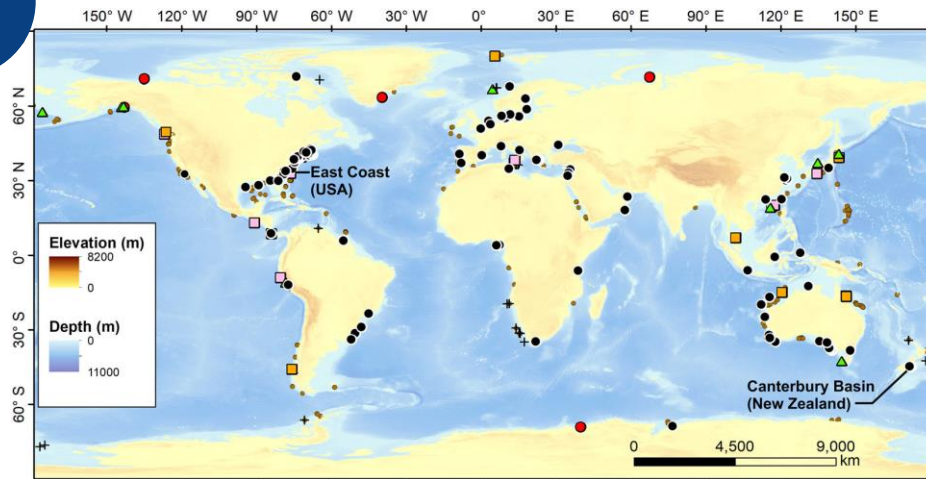 150° W 120° W 90° W 60° W 30° W 0° 30° E 60° E 90° E 120° E 150° E
60° N
30° N
0°
30° S
60° S
East Coast
(USA)
Elevation (m)
8200
0
Depth (m)
0
11000
Canterbury Basin
(New Zealand)
0 4,500 9,000
km